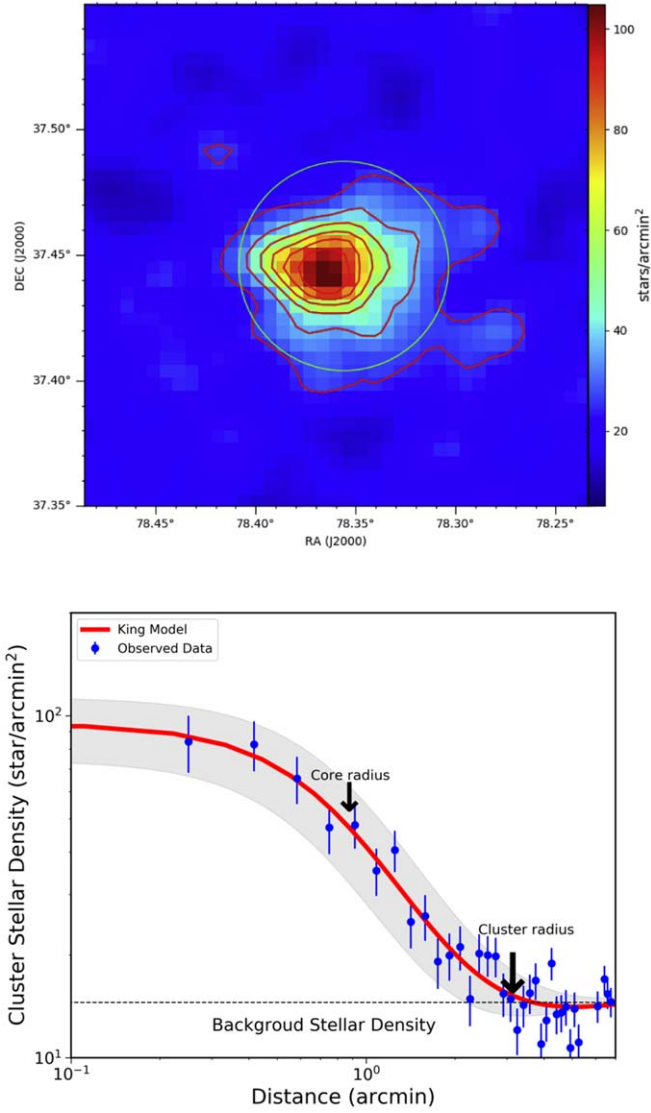 37.50°
37.45°
37.40°
37.35°
DEC (J2000)
78.45°
78.40°
78.35°
78.30°
78.25°
RA (J2000)
100
80
60
40
20
stars/arcmin²
King Model
Observed Data
Core radius
Cluster radius
Backgroud Stellar Density
10²
10¹
Cluster Stellar Density (star/arcmin²)
10⁻¹
10⁰
Distance (arcmin)